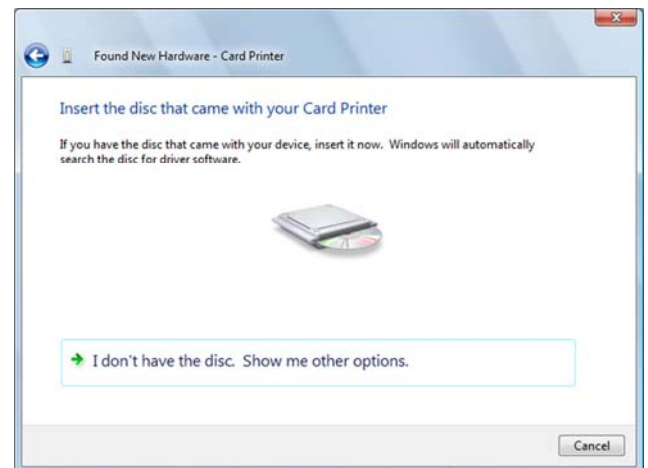 Found New Hardware - Card Printer
Insert the disc that came with your Card Printer
If you have the disc that came with your device, insert it now.  Windows will automatically
search the disc for driver software.
I don't have the disc.  Show me other options.
Cancel